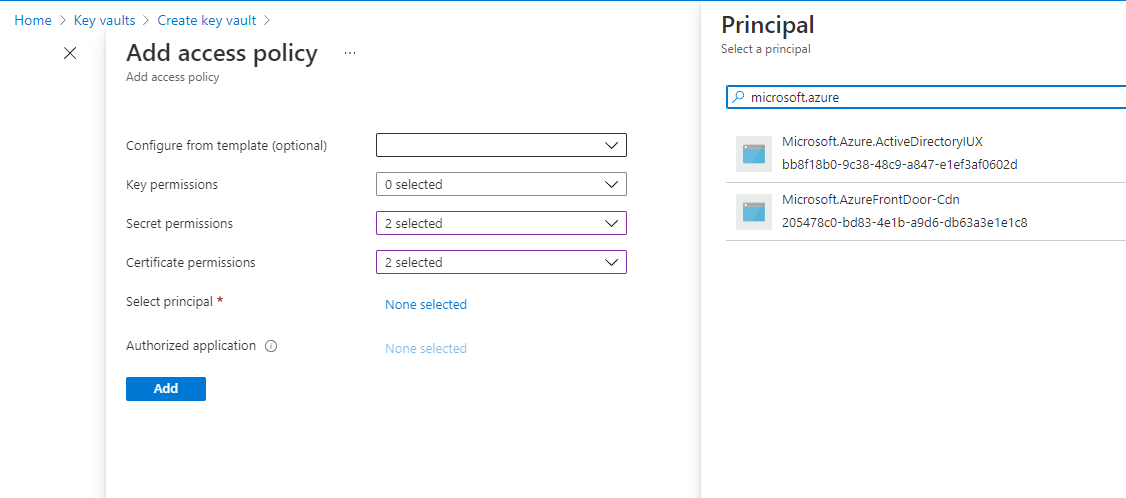 Home > Key vaults > Create key vault >
Add access policy ...
Add access policy
Configure from template (optional)
Key permissions
0 selected
Secret permissions
2 selected
Certificate permissions
2 selected
Select principal *
None selected
Authorized application
None selected
Add
Principal
Select a principal
microsoft.azure
Microsoft.Azure.ActiveDirectoryIUX
bb8f18b0-9c38-48c9-a847-e1ef3af0602d
Microsoft.AzureFrontDoor-Cdn
205478c0-bd83-4e1b-a9d6-db63a3e1e1c8